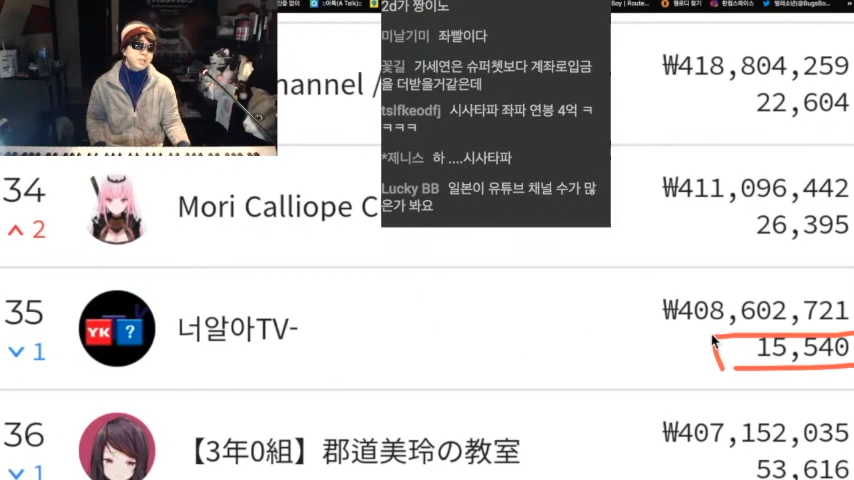 2d가 짱이노
미날기미 좌빨이다
꽃길 가세연은 슈퍼쳇보다 계좌로입금
을 더받을거같은데
tslfkeodfj 시사타파 좌파 연봉 4억 ㅋ
ㅋㅋㅋㅋ
*제니스 하 ....시사타파
Lucky BB 일본이 유튜브 채널 수가 많
은가 봐요
hannel /
₩418,804,259
22,604
34
2
Mori Calliope C
₩411,096,442
26,395
35
1
YK ?
너알아TV-
₩408,602,721
15,540
36
1
【3年0組】郡道美玲の教室
₩407,152,035
53,616